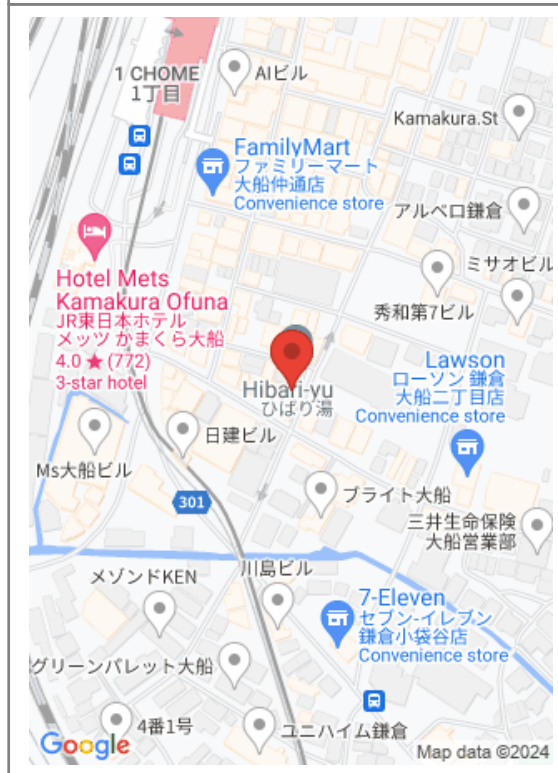 1 CHOME
1丁目
AIビル
Kamakura.St
FamilyMart
ファミリーマート
大船仲通店
Convenience store
アルベロ鎌倉
ミサオビル
Hotel Mets
Kamakura Ofuna
JR東日本ホテル
メッツ かまくら大船
4.0 ★ (772)
3-star hotel
秀和第7ビル
Lawson
ローソン 鎌倉
大船二丁目店
Convenience store
Hibari-yu
ひばり湯
日建ビル
Ms大船ビル
301
ブライト大船
三井生命保険
大船営業部
メゾンドKEN
川島ビル
7-Eleven
セブン-イレブン
鎌倉小袋谷店
Convenience store
グリーンパレット大船
4番1号
ユニハイム鎌倉
Google
Map data ©2024